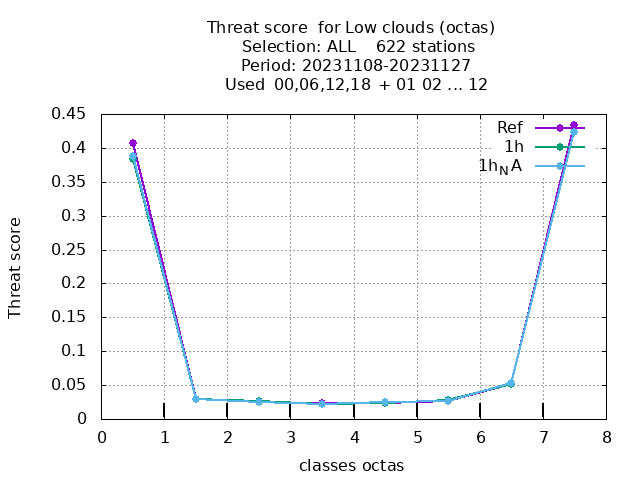 Threat score  for Low clouds (octas)
Selection: ALL    622 stations
Period: 20231108-20231127
Used  00,06,12,18  + 01 02 ... 12
Ref
1h
1hNA
Threat score
0.45
0.4
0.35
0.3
0.25
0.2
0.15
0.1
0.05
0
0 1 2 3 4 5 6 7 8
classes octas